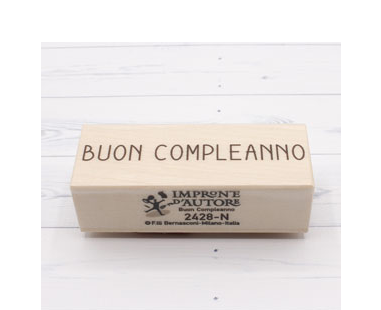 BUON COMPLEANNO
IMPRONTE
D'AUTORE
Buon Compleanno
2428-N
© F.lli Bernasconi-Milano-Italia